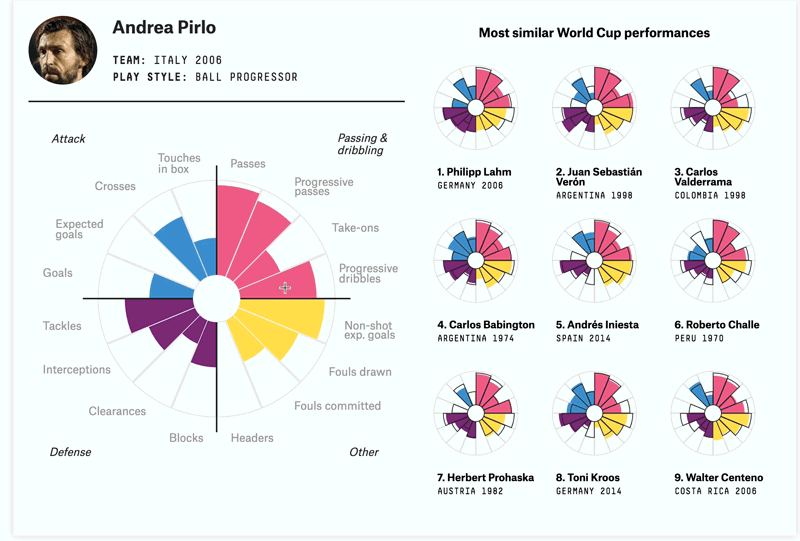 Andrea Pirlo
TEAM: ITALY 2006
PLAY STYLE: BALL PROGRESSOR
Attack
Passing &
dribbling
Touches
in box
Passes
Crosses
Progressive
passes
Expected
goals
Take-ons
Goals
Progressive
dribbles
Tackles
Non-shot
exp. goals
Interceptions
Fouls drawn
Clearances
Fouls committed
Blocks
Headers
Defense
Other
Most similar World Cup performances
1. Philipp Lahm
GERMANY 2006
2. Juan Sebastián
Verón
ARGENTINA 1998
3. Carlos
Valderrama
COLOMBIA 1998
4. Carlos Babington
ARGENTINA 1974
5. Andrés Iniesta
SPAIN 2014
6. Roberto Challe
PERU 1970
7. Herbert Prohaska
AUSTRIA 1982
8. Toni Kroos
GERMANY 2014
9. Walter Centeno
COSTA RICA 2006